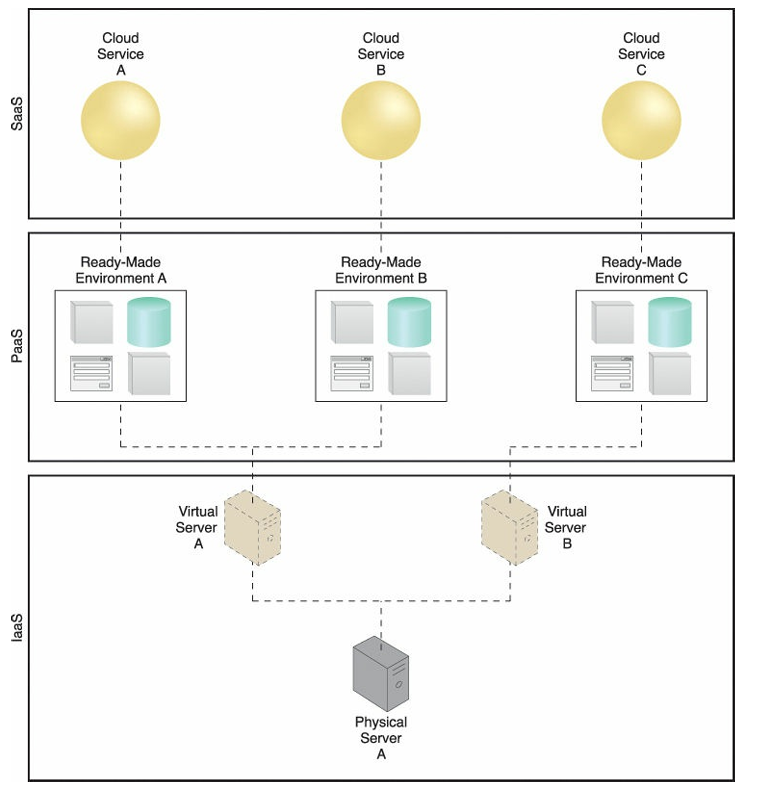 SaaS
Cloud
Service
A
Cloud
Service
B
Cloud
Service
C
PaaS
Ready-Made
Environment A
Ready-Made
Environment B
Ready-Made
Environment C
IaaS
Virtual
Server
A
Virtual
Server
B
Physical
Server
A